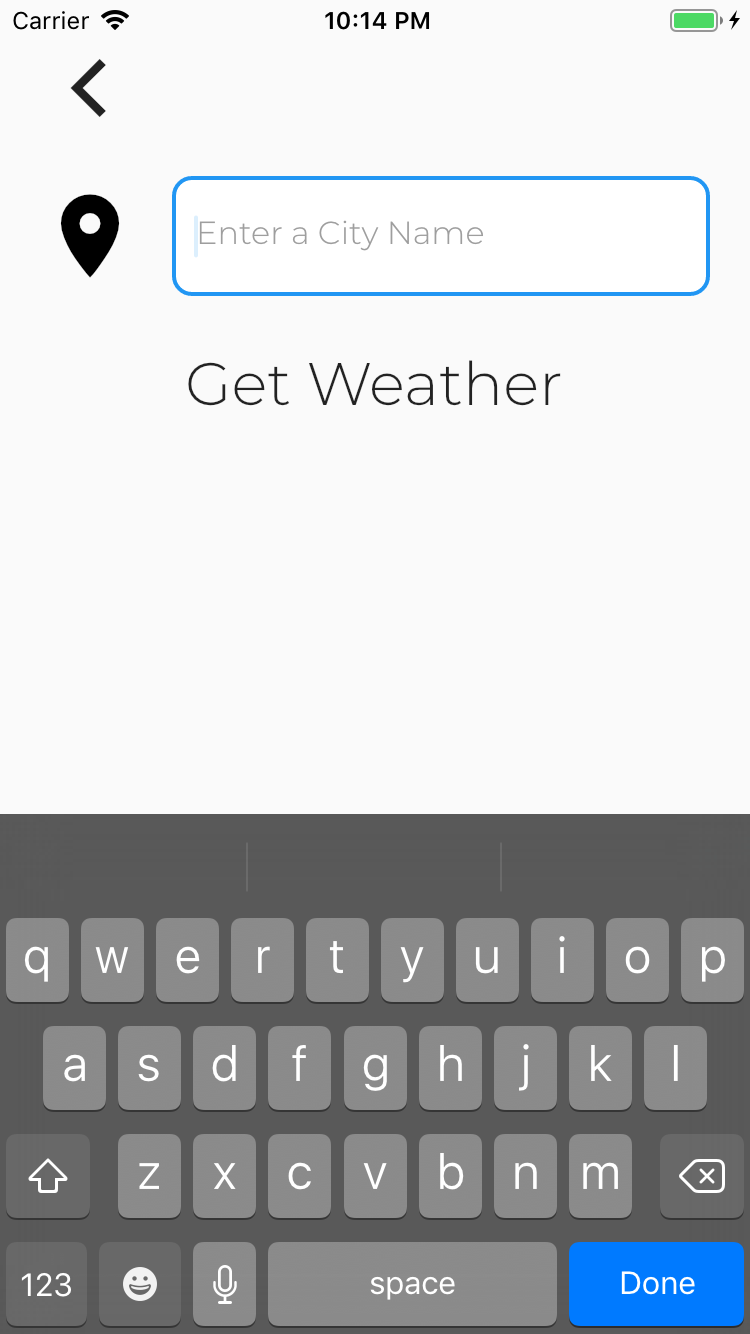 Carrier 10:14 PM
Enter a City Name
Get Weather
q w e r t y u i o p
a s d f g h j k l
z x c v b n m
123 space Done